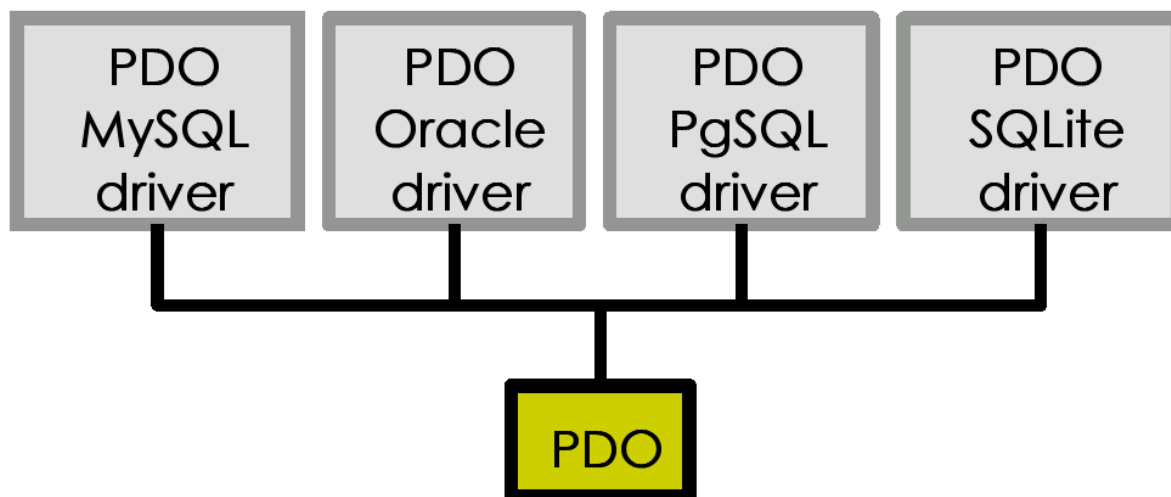 PDO
MySQL
driver
PDO
Oracle
driver
PDO
PgSQL
driver
PDO
SQLite
driver
PDO